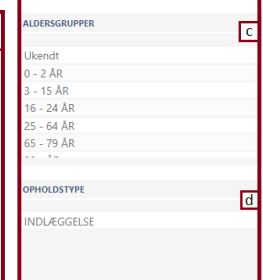 ALDERSGRUPPER
c
Ukendt
0 - 2 ÅR
3 - 15 ÅR
16 - 24 ÅR
25 - 64 ÅR
65 - 79 ÅR
OPHOLDSTYPE
d
INDLÆGGELSE